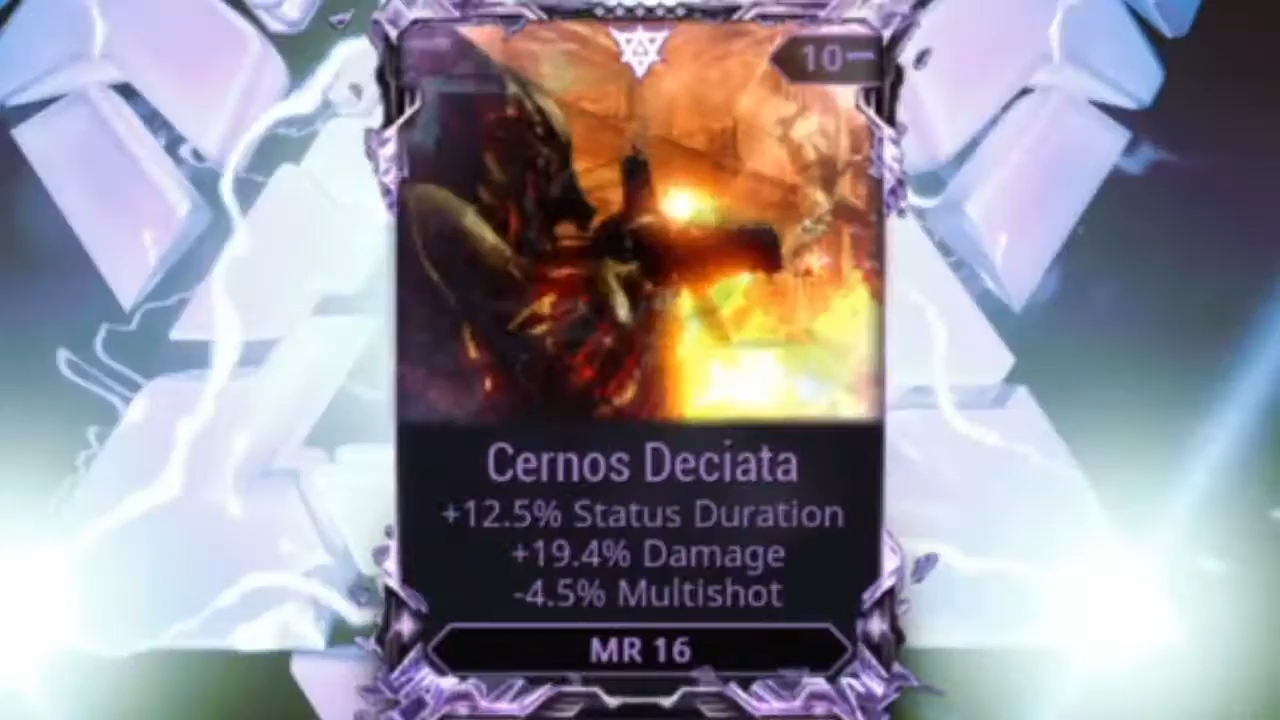 10
Cernos Deciata
+12.5% Status Duration
+19.4% Damage
-4.5% Multishot
MR 16